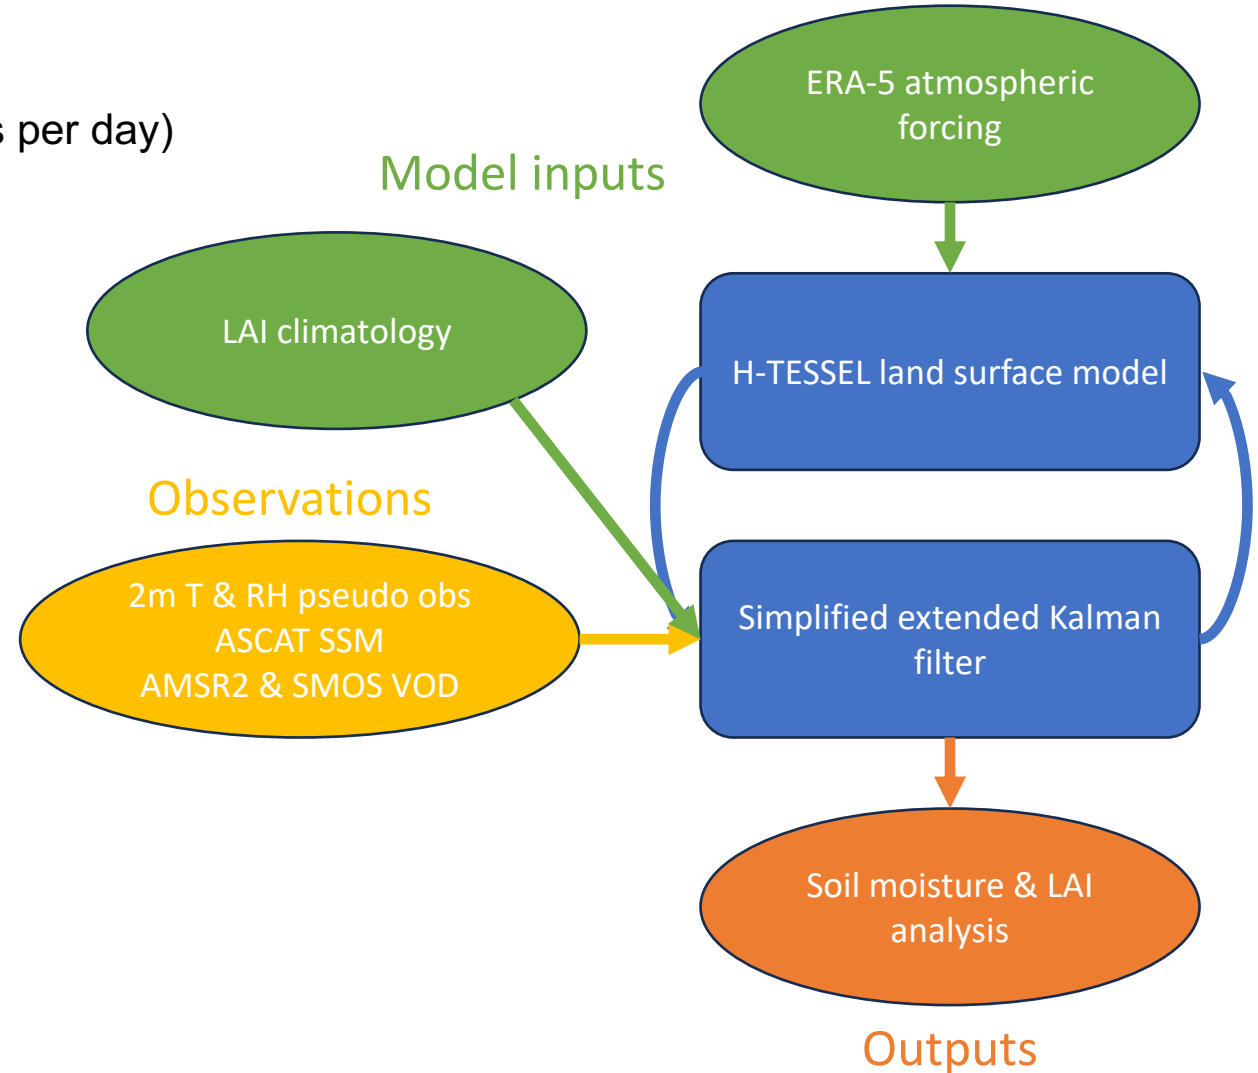 ERA-5 atmospheric
forcing
s per day)
Model inputs
LAI climatology
H-TESSEL land surface model
Observations
2m T & RH pseudo obs
ASCAT SSM
AMSR2 & SMOS VOD
Simplified extended Kalman
filter
Soil moisture & LAI
analysis
Outputs